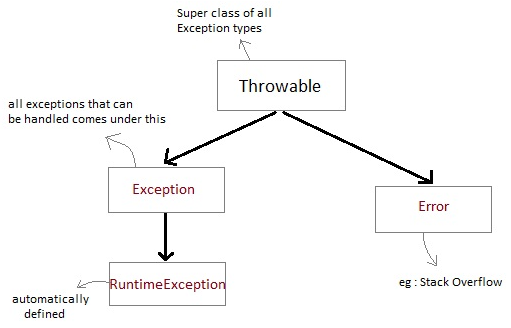 Super class of all
Exception types
Throwable
all exceptions that can
be handled comes under this
Exception
Error
RuntimeException
eg : Stack Overflow
automatically
defined